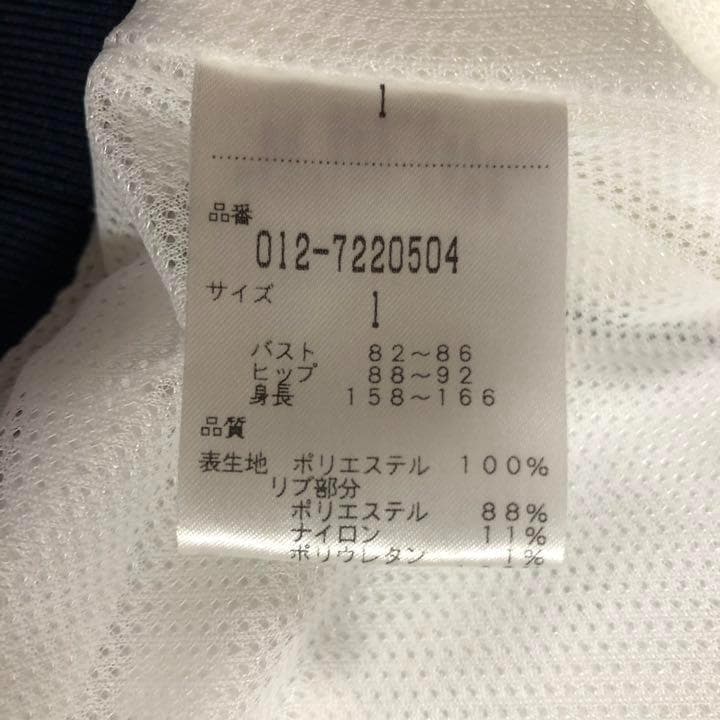 1
品番
012-7220504
サイズ
1
バスト 82～86
ヒップ 88～92
身長 158～166
品質
表生地 ポリエステル 100%
リブ部分
ポリエステル 88%
ナイロン 11%
ポリウレタン